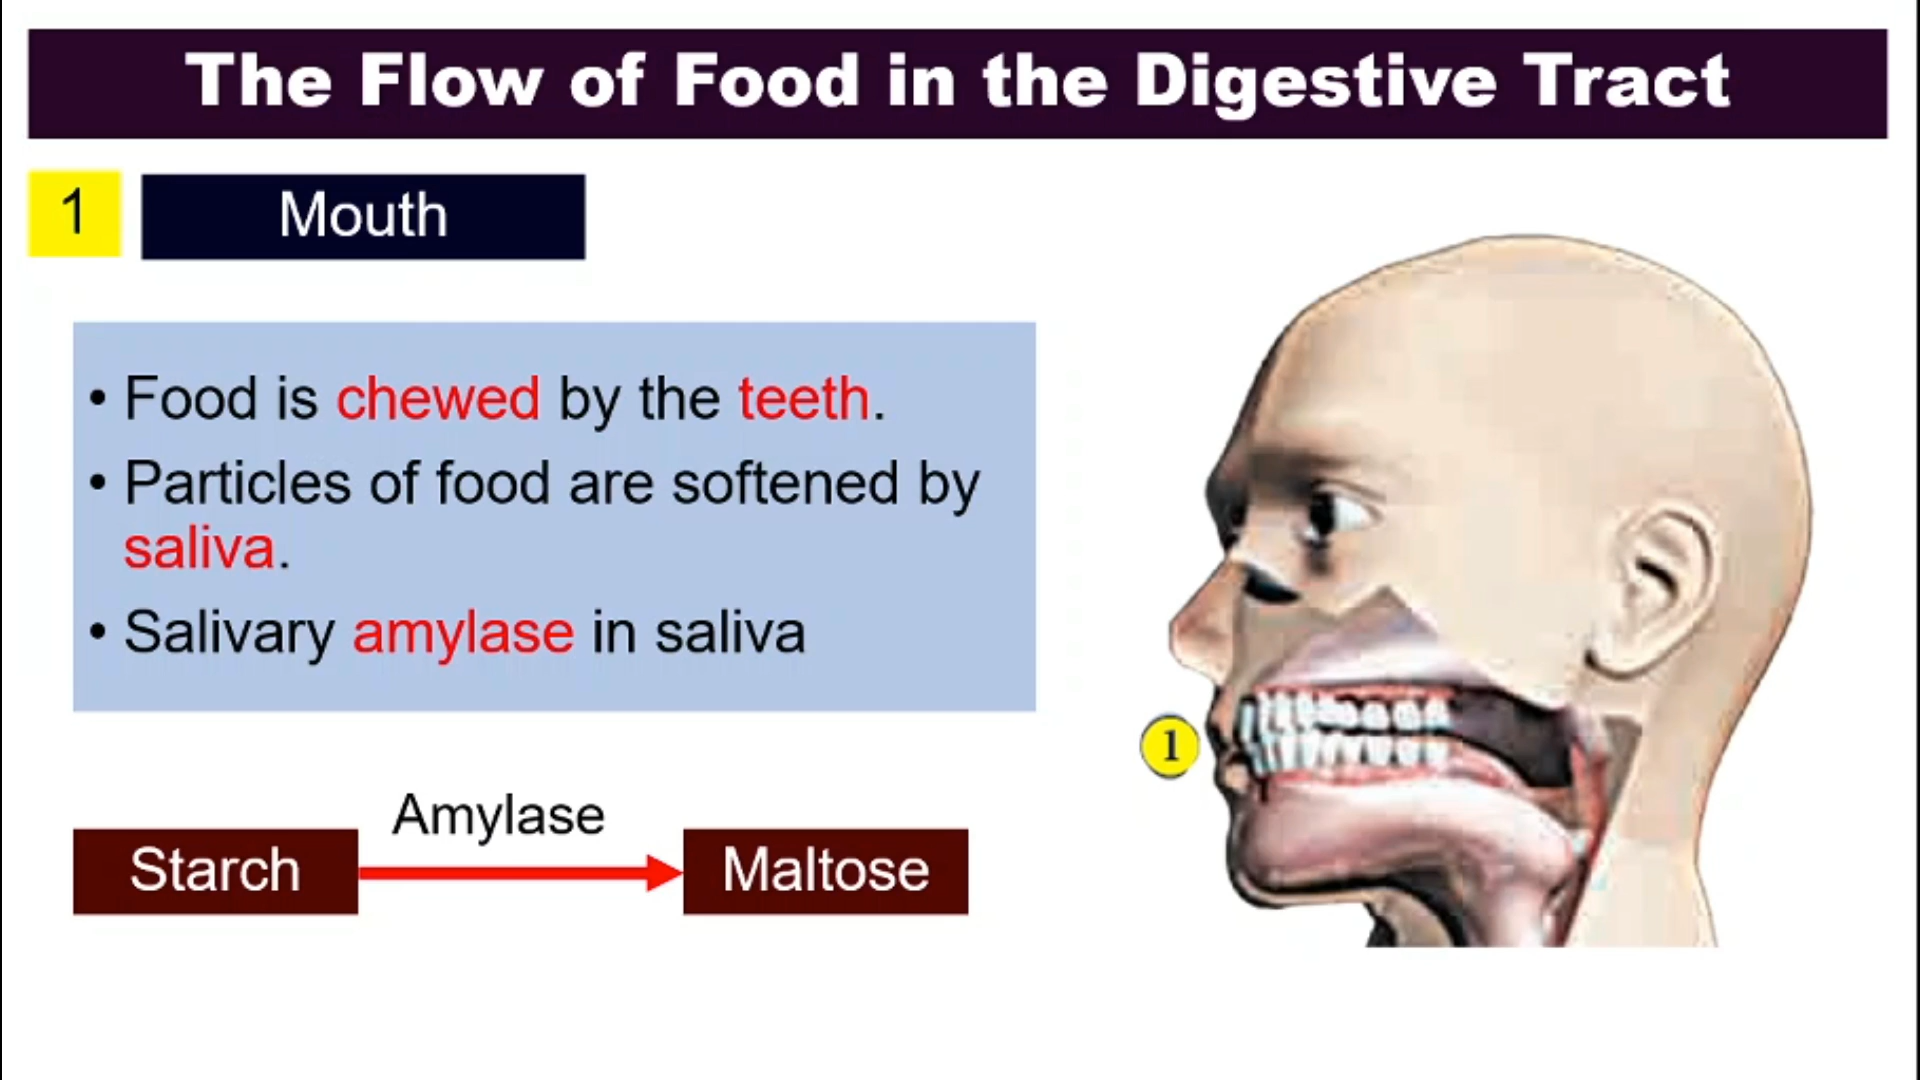 The Flow of Food in the Digestive Tract
1
Mouth
• Food is chewed by the teeth.
• Particles of food are softened by
saliva.
• Salivary amylase in saliva
Amylase
Starch
Maltose
1